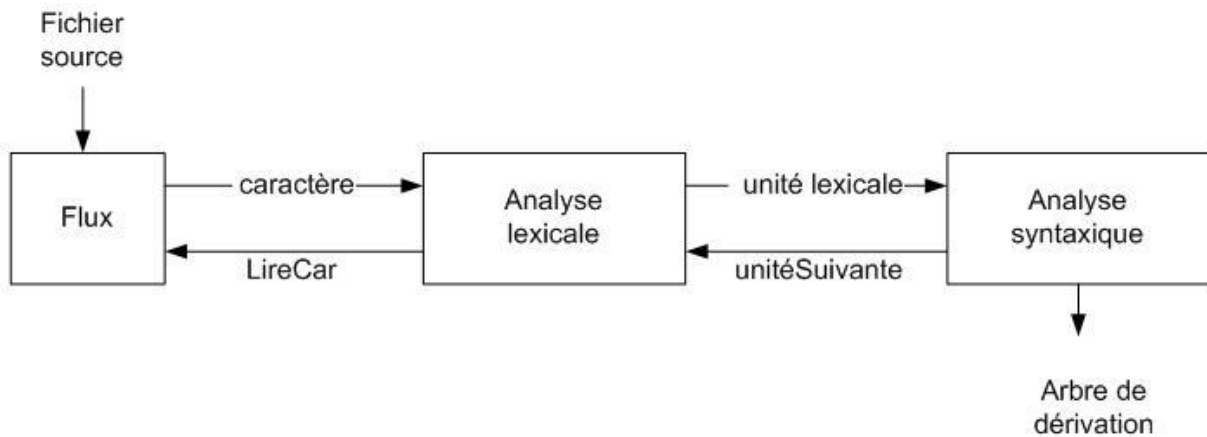 Fichier
source
Flux
caractère
LireCar
Analyse
lexicale
unité lexicale
unitéSuivante
Analyse
syntaxique
Arbre de
dérivation